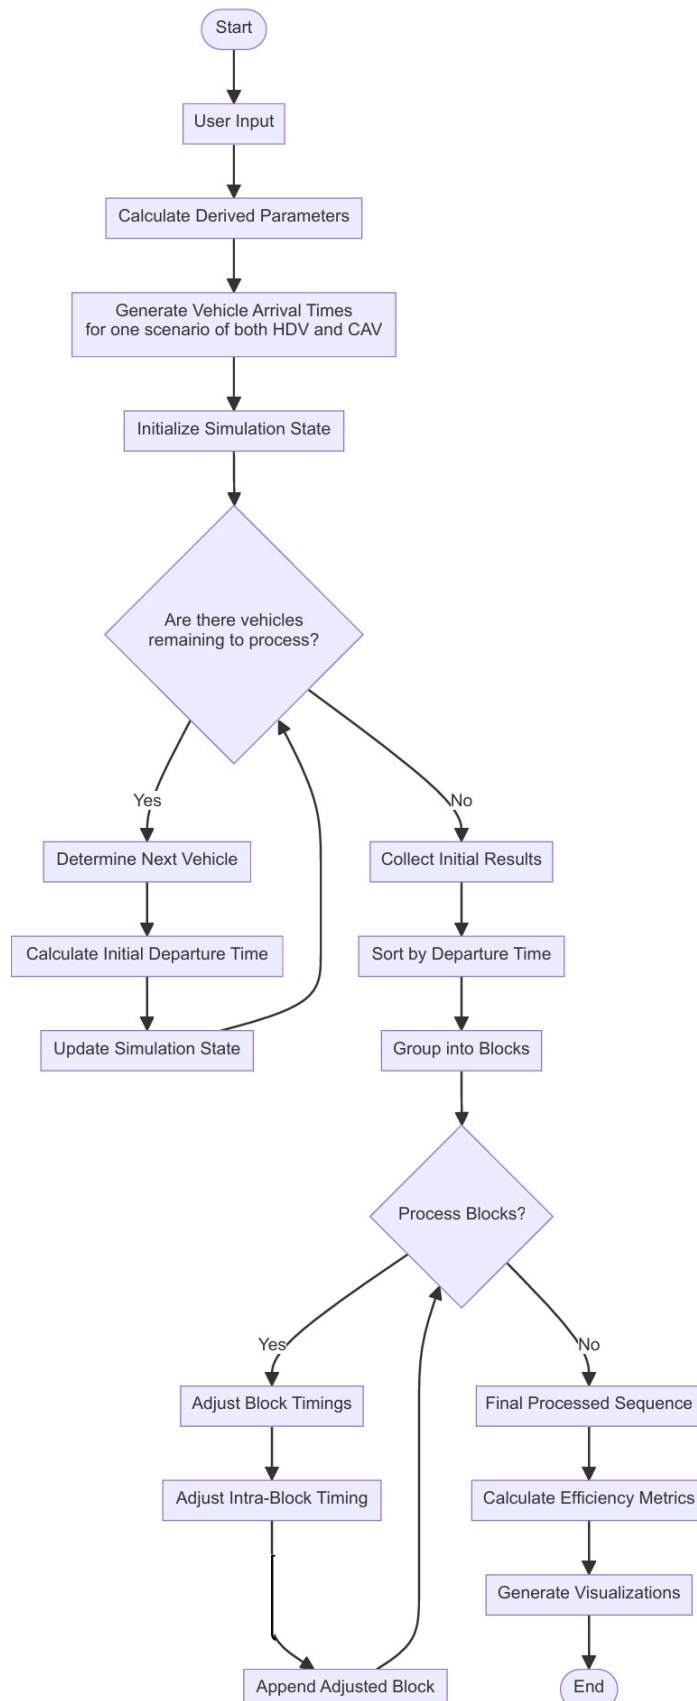 Start
User Input
Calculate Derived Parameters
Generate Vehicle Arrival Times
for one scenario of both HDV and CAV
Initialize Simulation State
Are there vehicles
remaining to process?
Yes
No
Determine Next Vehicle
Collect Initial Results
Calculate Initial Departure Time
Sort by Departure Time
Update Simulation State
Group into Blocks
Process Blocks?
Yes
No
Adjust Block Timings
Final Processed Sequence
Adjust Intra-Block Timing
Calculate Efficiency Metrics
Generate Visualizations
Append Adjusted Block
End